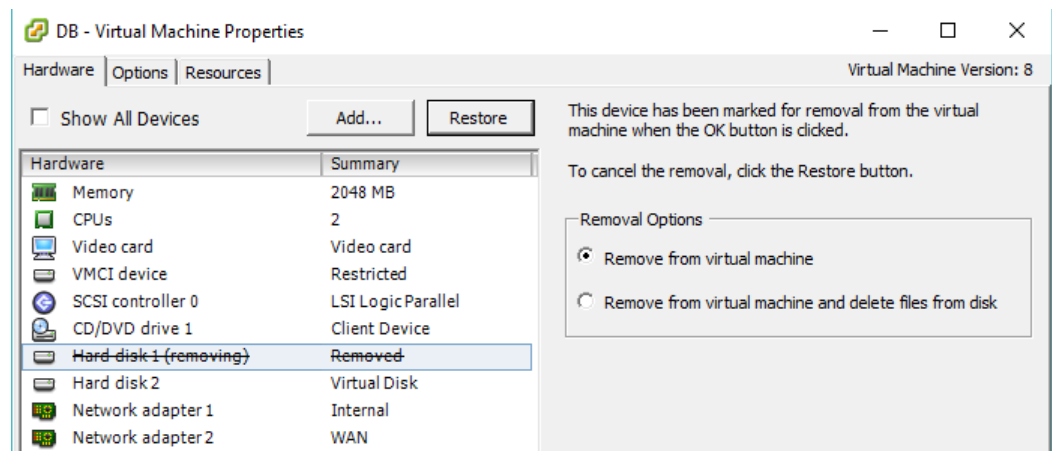 DB - Virtual Machine Properties
Hardware Options Resources Virtual Machine Version: 8
Show All Devices Add... Restore
Hardware Summary
Memory 2048 MB
CPUs 2
Video card Video card
VMCI device Restricted
SCSI controller 0 LSI Logic Parallel
CD/DVD drive 1 Client Device
Hard disk 1 (removing) Removed
Hard disk 2 Virtual Disk
Network adapter 1 Internal
Network adapter 2 WAN
This device has been marked for removal from the virtual
machine when the OK button is clicked.
To cancel the removal, click the Restore button.
Removal Options
Remove from virtual machine
Remove from virtual machine and delete files from disk